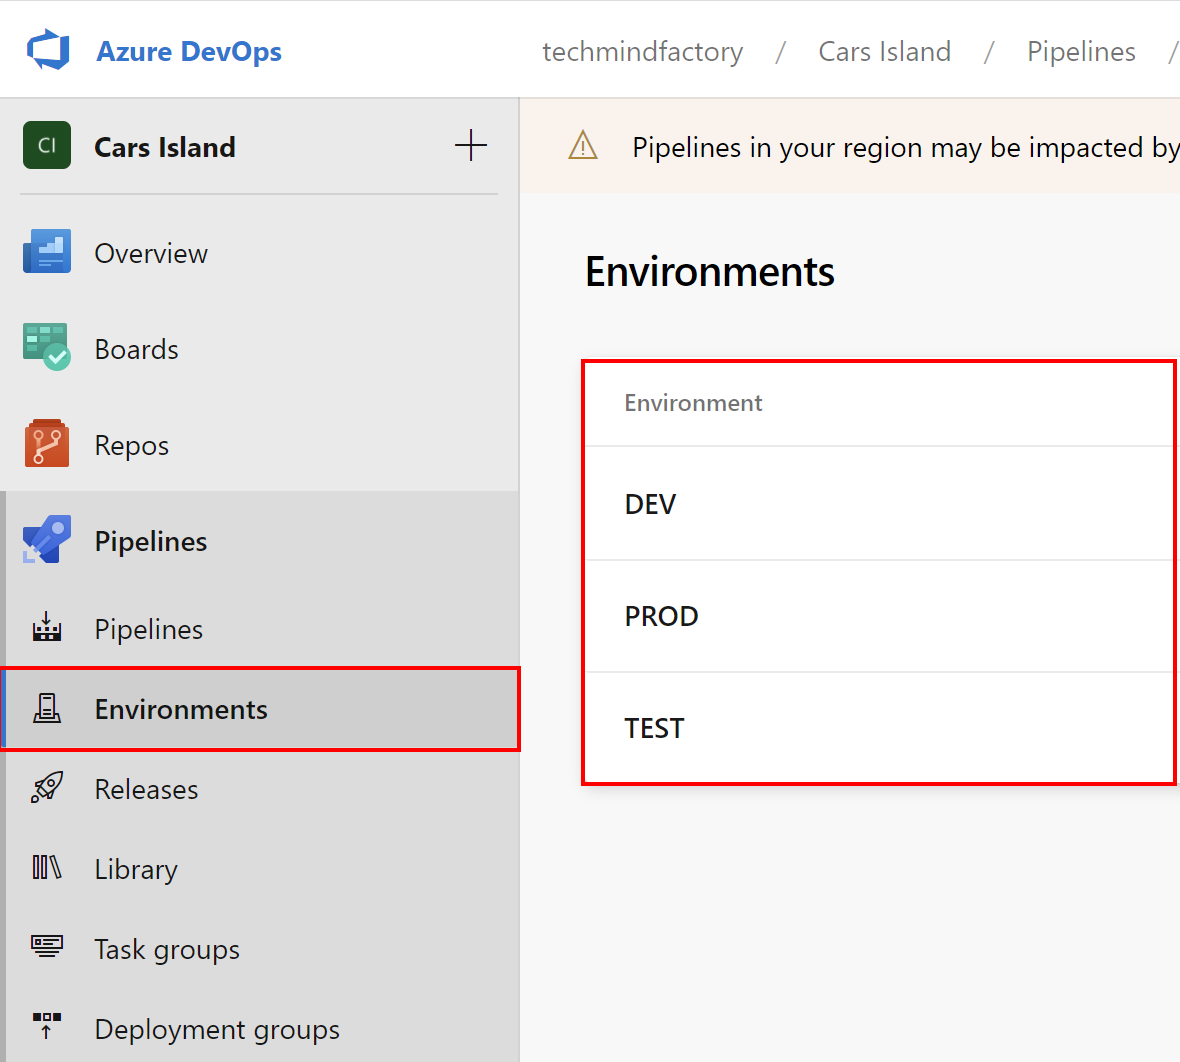 Azure DevOps
techmindfactory / Cars Island / Pipelines /
CI
Cars Island
Overview
Boards
Repos
Pipelines
Pipelines
Environments
Releases
Library
Task groups
Deployment groups
Pipelines in your region may be impacted by
Environments
Environment
DEV
PROD
TEST